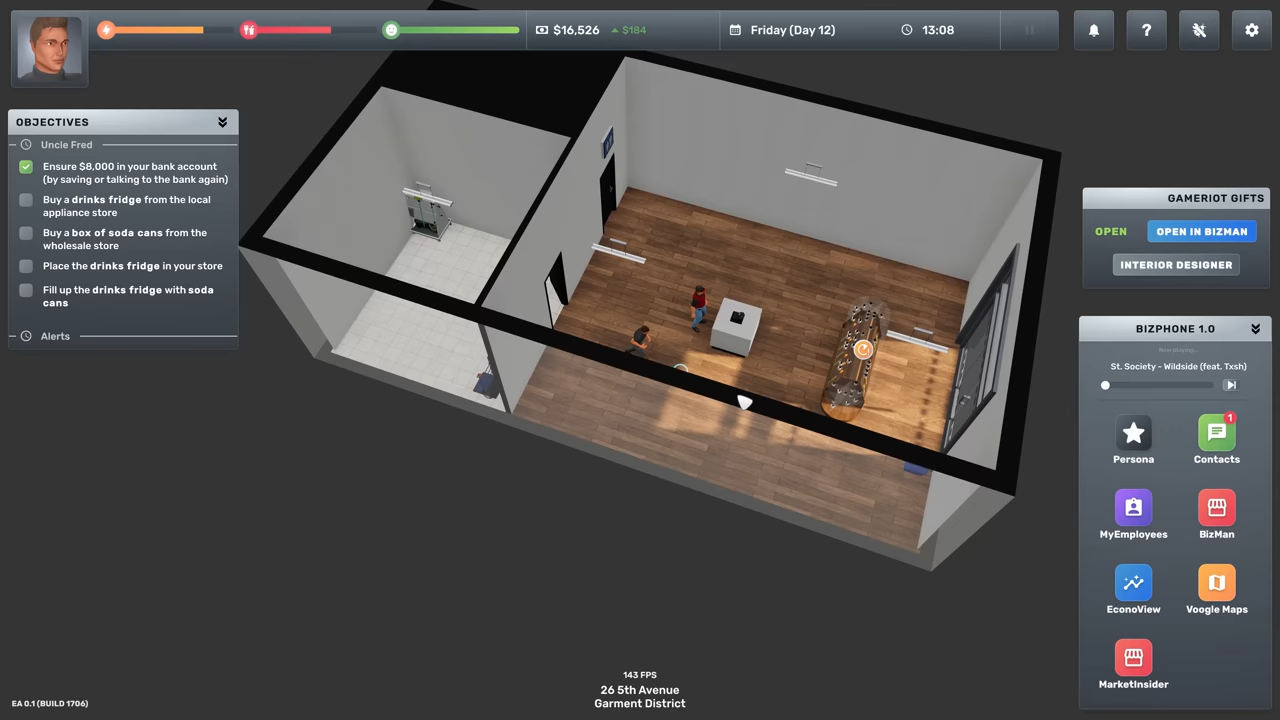 $16,526
$184
Friday (Day 12)
13:08
?
OBJECTIVES
Uncle Fred
Ensure $8,000 in your bank account
(by saving or talking to the bank again)
Buy a drinks fridge from the local
appliance store
Buy a box of soda cans from the
wholesale store
Place the drinks fridge in your store
Fill up the drinks fridge with soda
cans
Alerts
GAMERIOT GIFTS
OPEN
OPEN IN BIZMAN
INTERIOR DESIGNER
BIZPHONE 1.0
Now playing...
St. Society - Wildside (feat. Txsh)
Persona
1
Contacts
MyEmployees
BizMan
EconoView
Voogle Maps
MarketInsider
143 FPS
26 5th Avenue
Garment District
EA 0.1 (BUILD 1706)